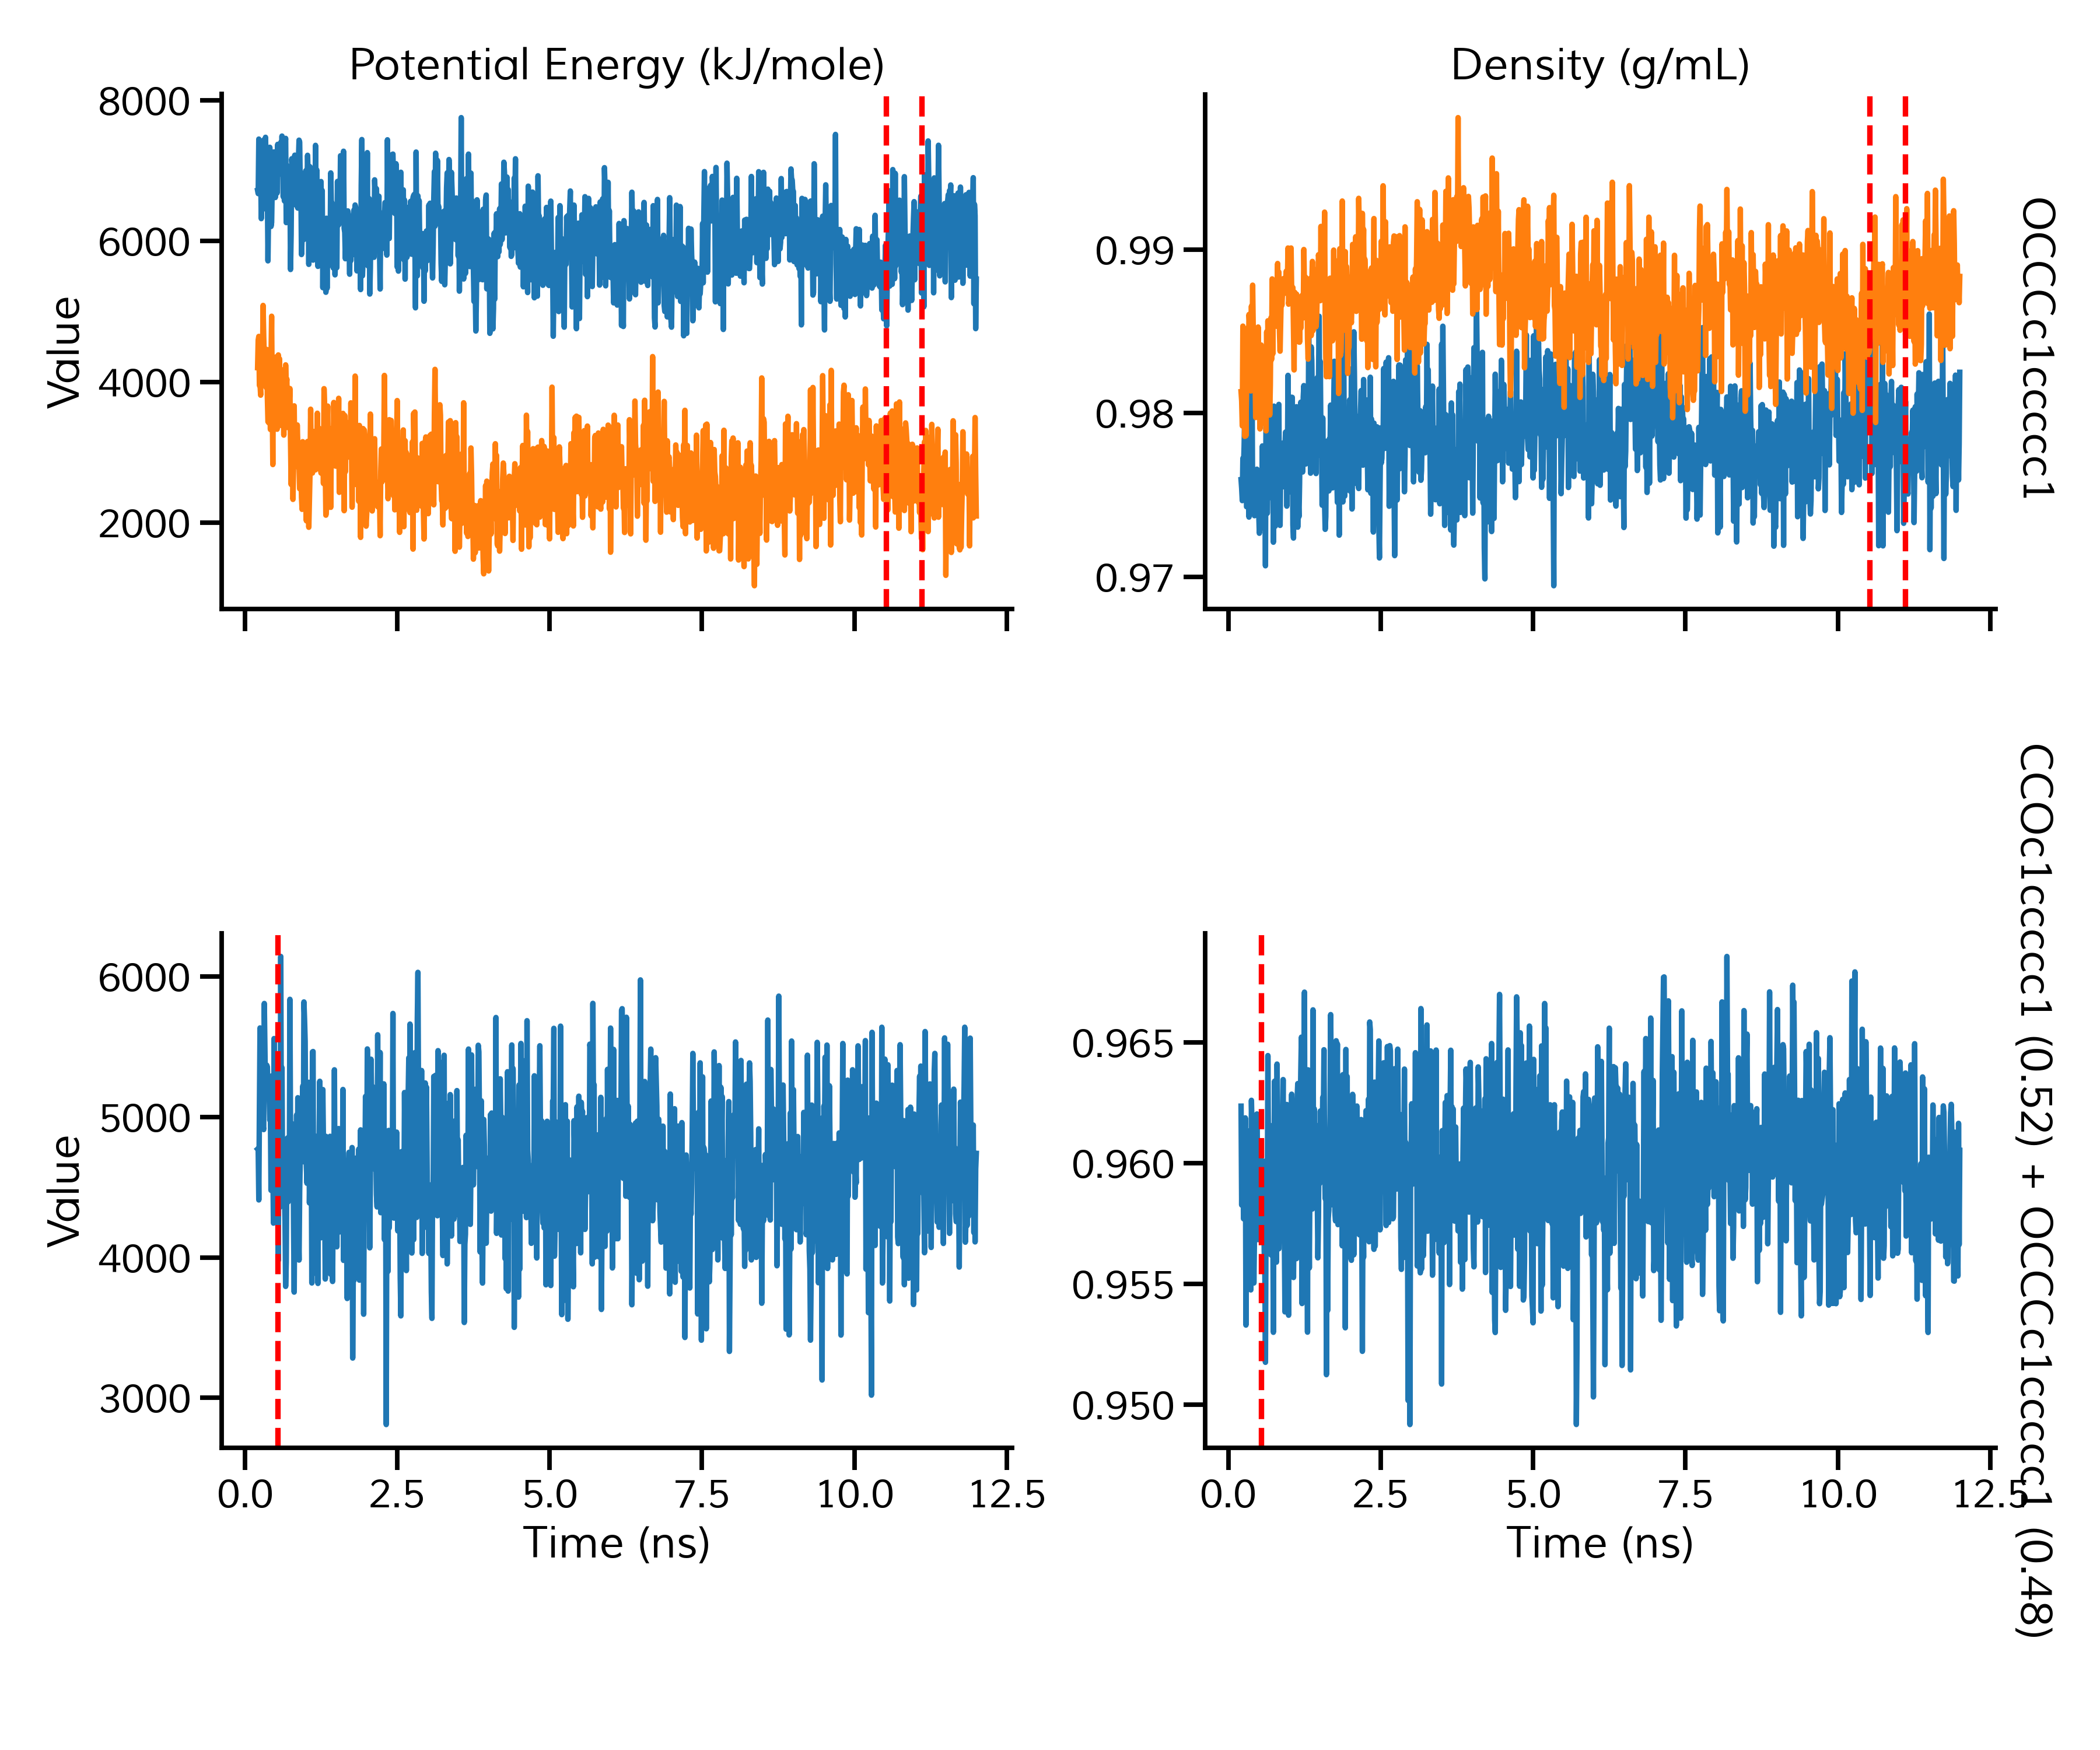 Potential Energy (kJ/mole)
Density (g/mL)
Value
8000
6000
4000
2000
0.99
0.98
0.97
OCCCc1ccccc1
Value
6000
5000
4000
3000
0.0 2.5 5.0 7.5 10.0 12.5
Time (ns)
0.965
0.960
0.955
0.950
0.0 2.5 5.0 7.5 10.0 12.5
Time (ns)
CCOc1ccccc1 (0.52) + OCCCc1ccccc1 (0.48)